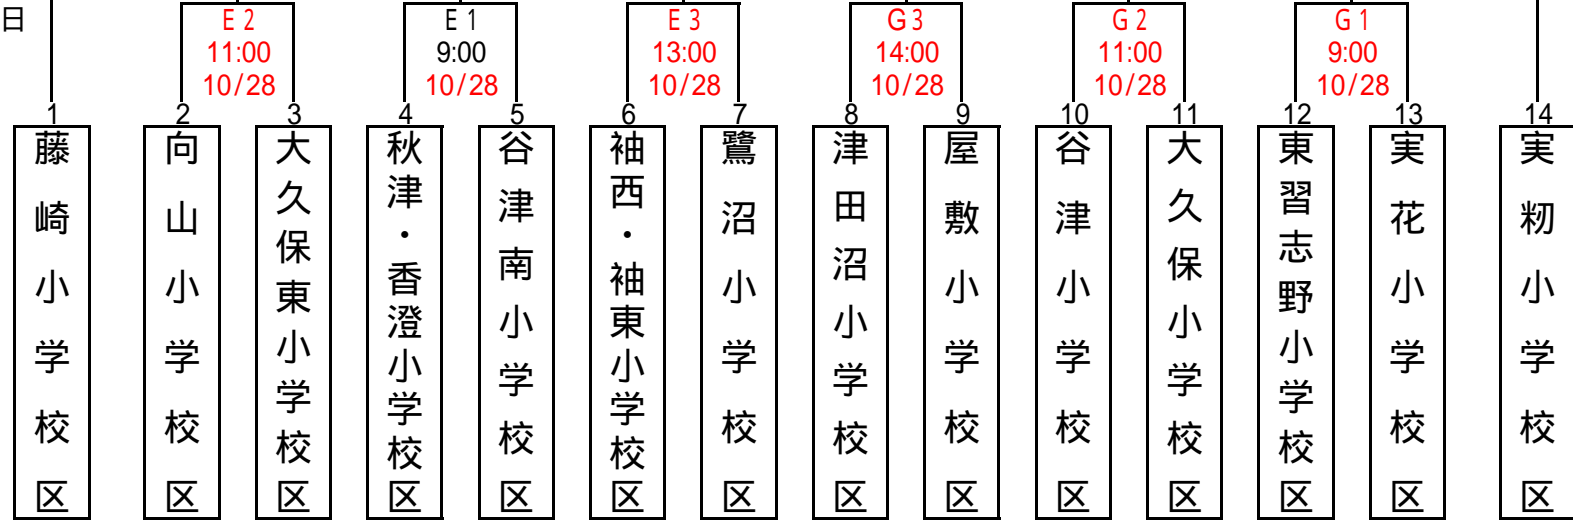 日
E 2
11:00
10/28
E 1
9:00
10/28
E 3
13:00
10/28
G 3
14:00
10/28
G 2
11:00
10/28
G 1
9:00
10/28
1
藤崎小学校区
2
向山小学校区
3
大久保東小学校区
4
秋津・香澄小学校区
5
谷津南小学校区
6
袖西・袖東小学校区
7
鷺沼小学校区
8
津田沼小学校区
9
屋敷小学校区
10
谷津小学校区
11
大久保小学校区
12
東習志野小学校区
13
実花小学校区
14
実籾小学校区